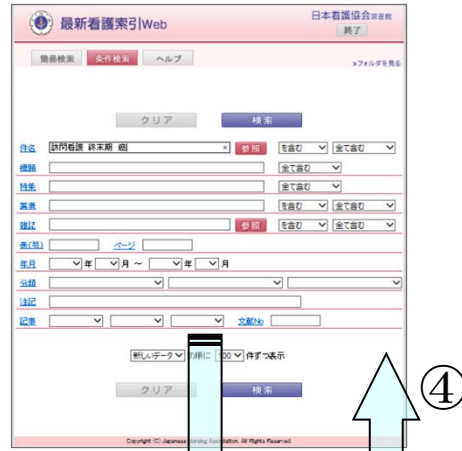 最新看護索引Web
日本看護協会図書館
終了
簡易検索 条件検索 ヘルプ
›フォルダを見る
クリア 検索
件名 訪問看護 終末期 癌 × 参照 を含む 全て含む
標題 全て含む
特集 全て含む
著者 を含む 全て含む
雑誌 参照 を含む 全て含む
巻(号) ページ
年月 年 月 ~ 年 月
分類
注記
記事 文献No
新しいデータ の順に 100 件ずつ表示
クリア 検索
④
Copyright (C) Japanese Nursing Association. All Rights Reserved.